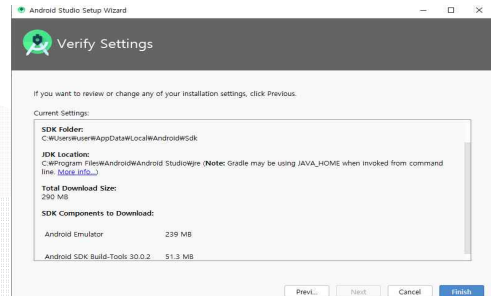 Android Studio Setup Wizard
Verify Settings
If you want to review or change any of your installation settings, click Previous.
Current Settings:
SDK Folder:
C:₩Users₩user₩AppData₩Local₩Android₩Sdk
JDK Location:
C:₩Program Files₩Android₩Android Studio₩jre (Note: Gradle may be using JAVA_HOME when invoked from command
line. More info...)
Total Download Size:
290 MB
SDK Components to Download:
Android Emulator 239 MB
Android SDK Build-Tools 30.0.2 51.3 MB
Previ... Next Cancel Finish